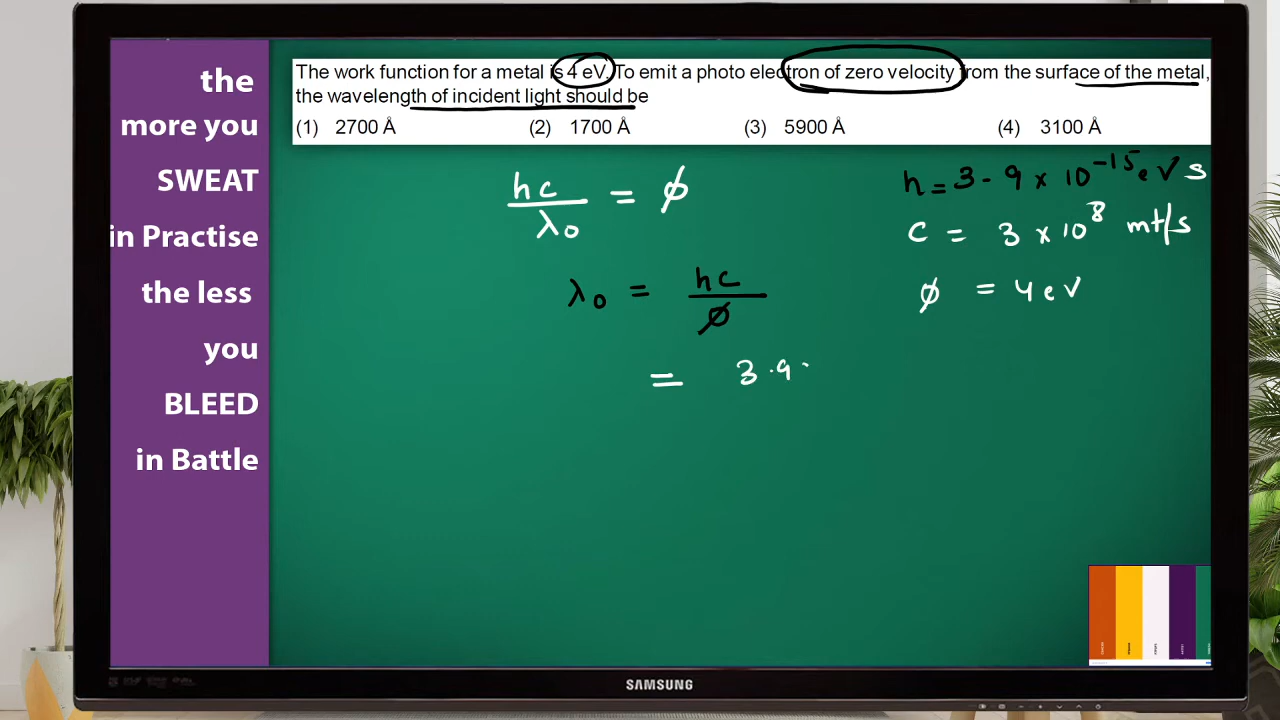 the
more you
SWEAT
in Practise
the less
you
BLEED
in Battle
The work function for a metal is 4 eV. To emit a photo electron of zero velocity from the surface of the metal,
the wavelength of incident light should be
(1) 2700 Å (2) 1700 Å (3) 5900 Å (4) 3100 Å
hc/λ₀ = ϕ
λ₀ = hc/ϕ
= 3.9
h = 3.9 × 10⁻¹⁵ eVs
c = 3 × 10⁸ mt/s
ϕ = 4eV
SAMSUNG